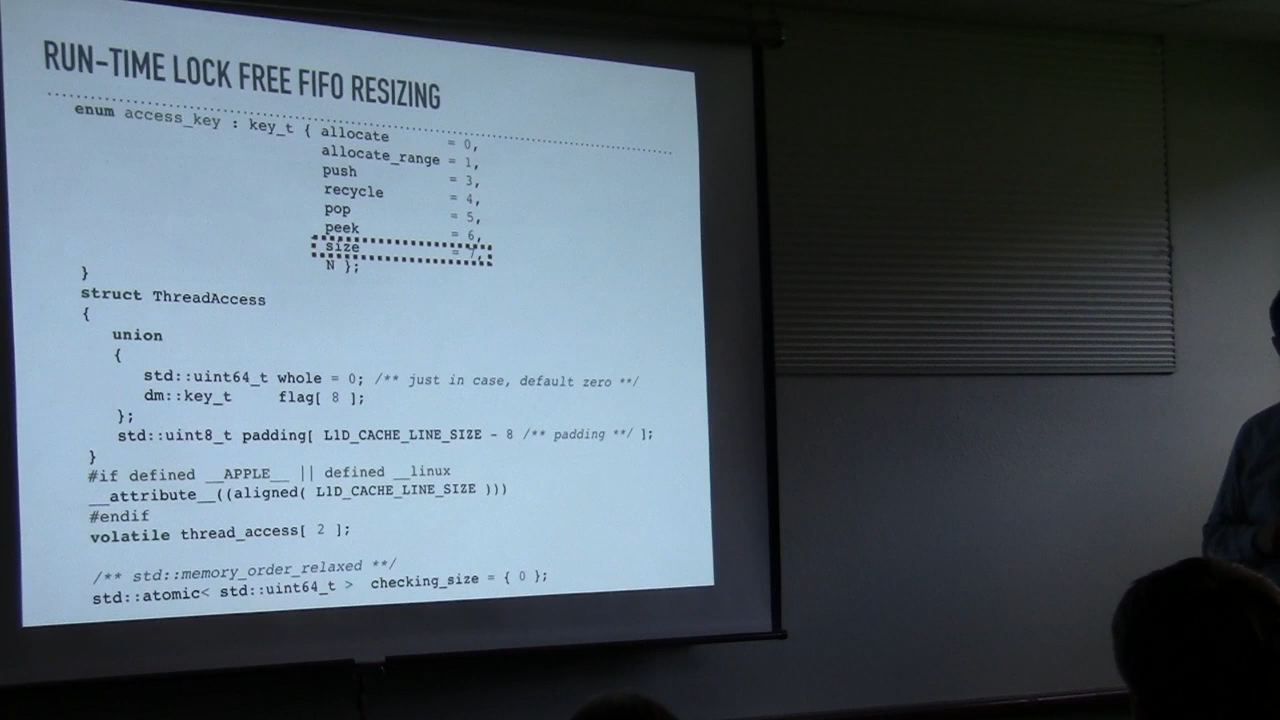 RUN-TIME LOCK FREE FIFO RESIZING
enum access_key : key_t { allocate = 0,
allocate_range = 1,
push = 3,
recycle = 4,
pop = 5,
peek = 6,
size = 7,
N };
}
struct ThreadAccess
{
union
{
std::uint64_t whole = 0; /** just in case, default zero **/
dm::key_t flag[ 8 ];
};
std::uint8_t padding[ L1D_CACHE_LINE_SIZE - 8 /** padding **/ ];
}
#if defined __APPLE__ || defined __linux
__attribute__((aligned( L1D_CACHE_LINE_SIZE )))
#endif
volatile thread_access[ 2 ];
/** std::memory_order_relaxed **/
std::atomic< std::uint64_t > checking_size = { 0 };